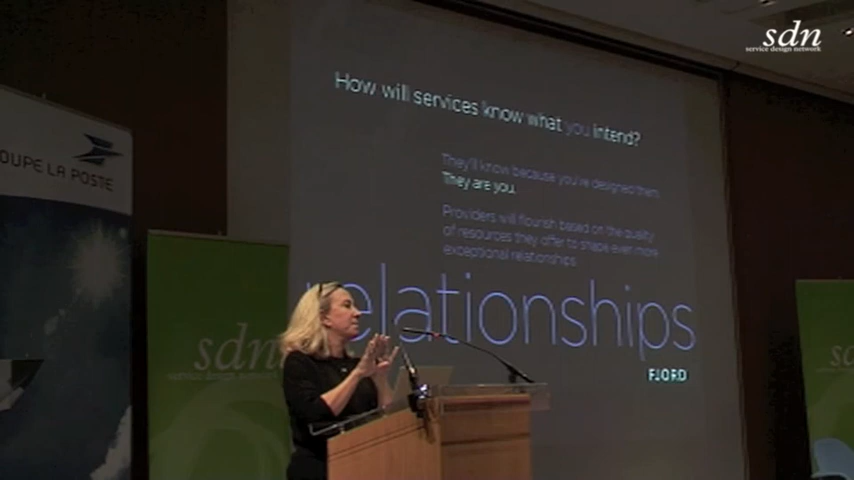 sdn
service design network
How will services know what you intend?
They'll know because you've designed them.
They are you.
Providers will flourish based on the quality
of resources they offer to shape even more
exceptional relationships
relationships
FJORD
OUPE LA POSTE
sdn